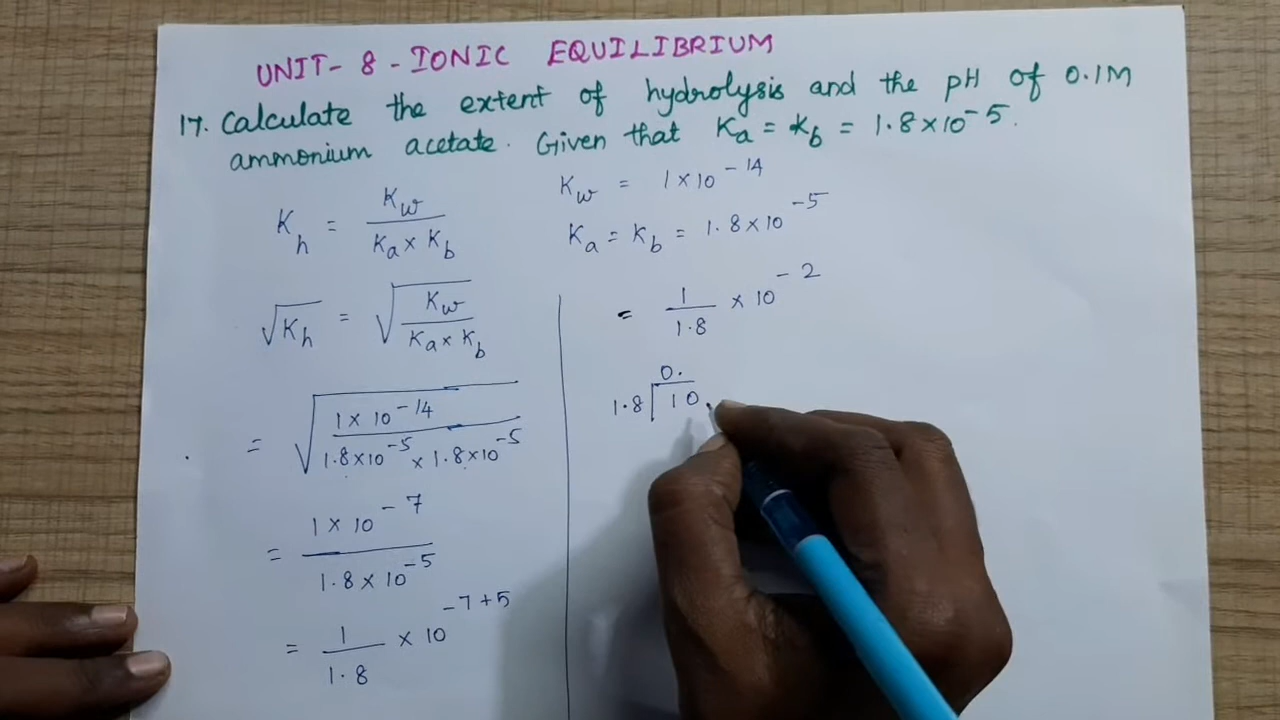 UNIT- 8 - IONIC EQUILIBRIUM
17. Calculate the extent of hydrolysis and the pH of 0.1M
ammonium acetate. Given that Ka = Kb = 1.8×10^-5.
Kh = Kw / Ka × Kb
√Kh = √(Kw / Ka × Kb)
= √(1 × 10^-14 / 1.8×10^-5 × 1.8×10^-5)
= 1 × 10^-7 / 1.8 × 10^-5
= 1 / 1.8 × 10^-7+5
Kw = 1×10^-14
Ka = Kb = 1.8×10^-5
= 1 / 1.8 × 10^-2
0.
1.8 10.